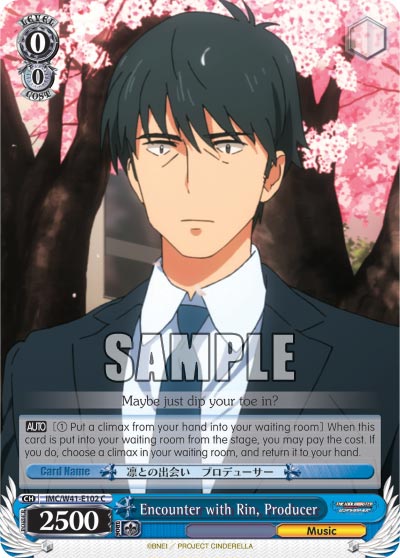 LEVEL
0
0
COST
SAMPLE
Maybe just dip your toe in?
AUTO [① Put a climax from your hand into your waiting room] When this
card is put into your waiting room from the stage, you may pay the cost. If
you do, choose a climax in your waiting room, and return it to your hand.
Card Name 凛との出会い プロデューサー
CH IMC/W41-E102 C
2500
Encounter with Rin, Producer
Music
©BNEI / PROJECT CINDERELLA